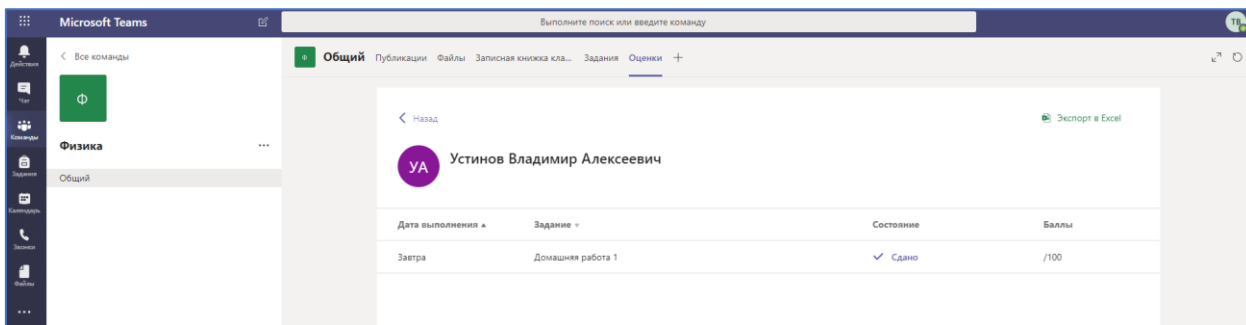 Microsoft Teams
Выполните поиск или введите команду
ТВ
Действия
Чат
Команды
Задания
Календарь
Звонки
Файлы
Все команды
Ф
Физика
Общий
Ф
Общий Публикации Файлы Записная книжка кла... Задания Оценки
Назад
Экспорт в Excel
УА
Устинов Владимир Алексеевич
Дата выполнения Задание Состояние Баллы
Завтра Домашняя работа 1 Сдано /100